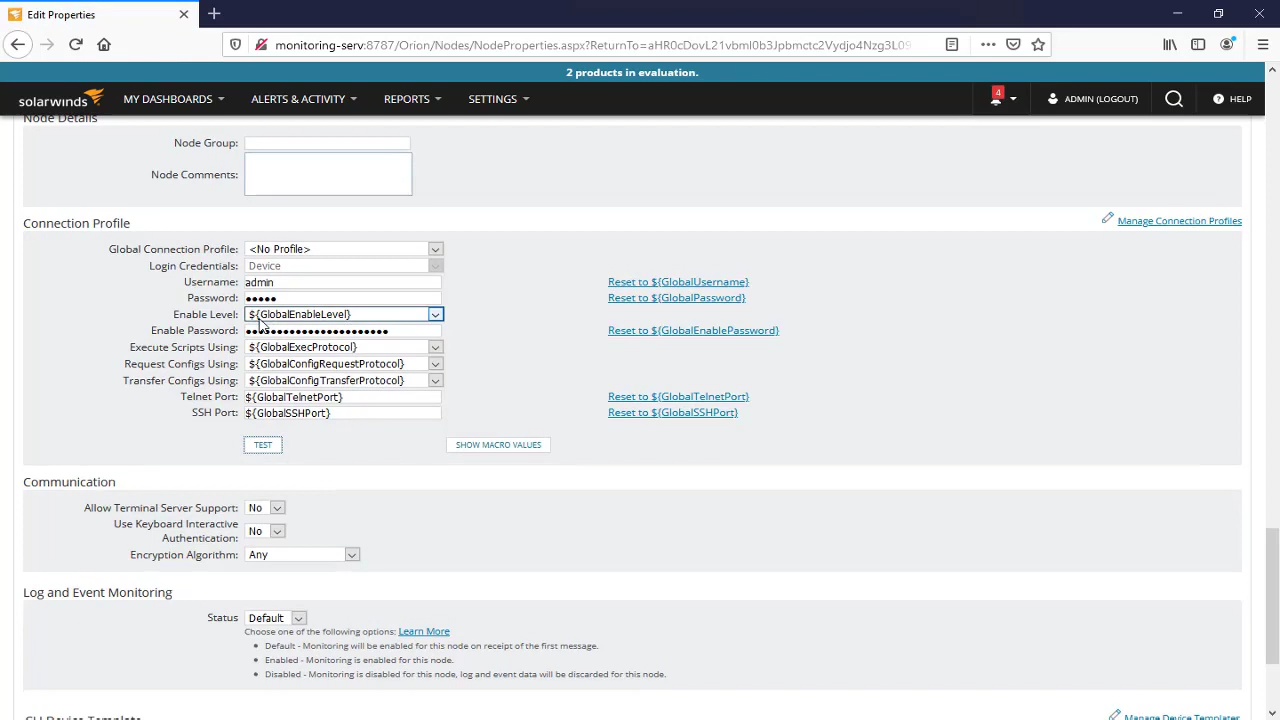 Edit Properties
monitoring-serv:8787/Orion/Nodes/NodeProperties.aspx?ReturnTo=aHR0cDovL21vbml0b3Jpbmctc2Vydjo4Nzg3L09
2 products in evaluation.
solarwinds MY DASHBOARDS ALERTS & ACTIVITY REPORTS SETTINGS 4 ADMIN (LOGOUT) HELP
Node Details
Node Group:
Node Comments:
Connection Profile Manage Connection Profiles
Global Connection Profile: <No Profile>
Login Credentials: Device
Username: admin Reset to ${GlobalUsername}
Password: ●●●●● Reset to ${GlobalPassword}
Enable Level: ${GlobalEnableLevel}
Enable Password: ●●●●●●●●●●●●●●●●●●●●●●● Reset to ${GlobalEnablePassword}
Execute Scripts Using: ${GlobalExecProtocol}
Request Configs Using: ${GlobalConfigRequestProtocol}
Transfer Configs Using: ${GlobalConfigTransferProtocol}
Telnet Port: ${GlobalTelnetPort} Reset to ${GlobalTelnetPort}
SSH Port: ${GlobalSSHPort} Reset to ${GlobalSSHPort}
TEST SHOW MACRO VALUES
Communication
Allow Terminal Server Support: No
Use Keyboard Interactive
Authentication: No
Encryption Algorithm: Any
Log and Event Monitoring
Status Default
Choose one of the following options: Learn More
• Default - Monitoring will be enabled for this node on receipt of the first message.
• Enabled - Monitoring is enabled for this node.
• Disabled - Monitoring is disabled for this node, log and event data will be discarded for this node.
CLI Device Template Manage Device Templates